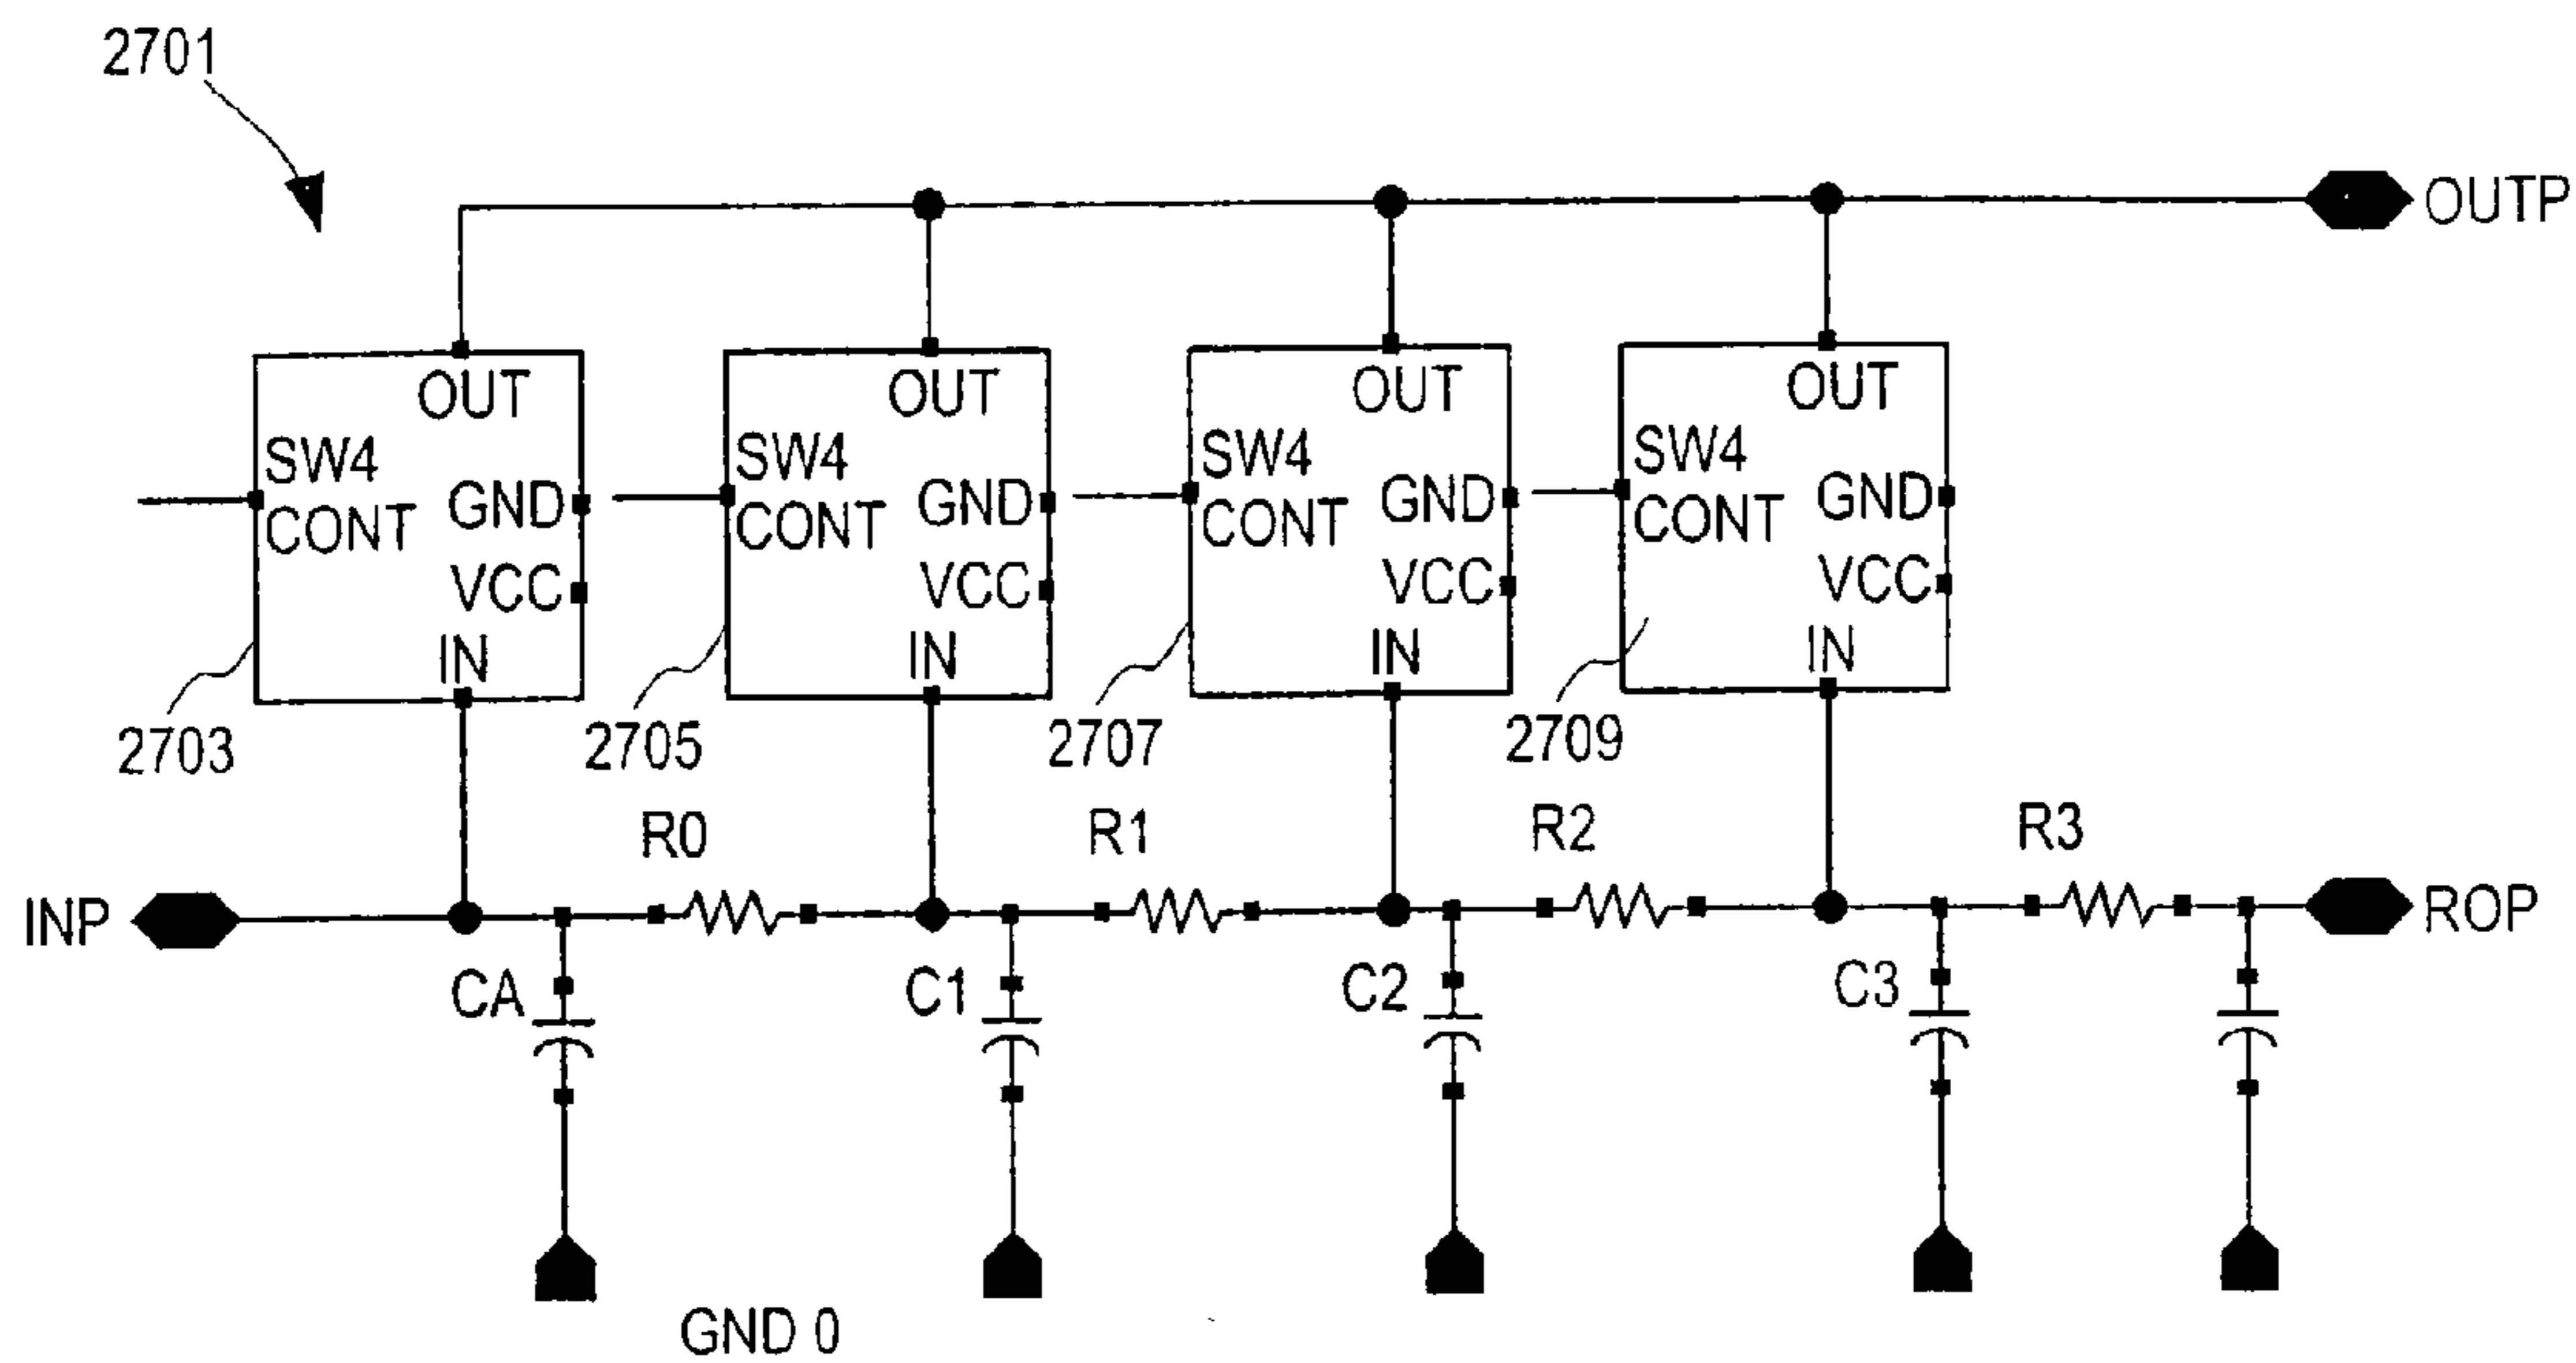 2701
OUTP
OUT
SW4
CONT
GND
VCC
IN
2703
OUT
SW4
CONT
GND
VCC
IN
2705
OUT
SW4
CONT
GND
VCC
IN
2707
OUT
SW4
CONT
GND
VCC
IN
2709
R0
R1
R2
R3
INP
ROP
CA
C1
C2
C3
GND 0